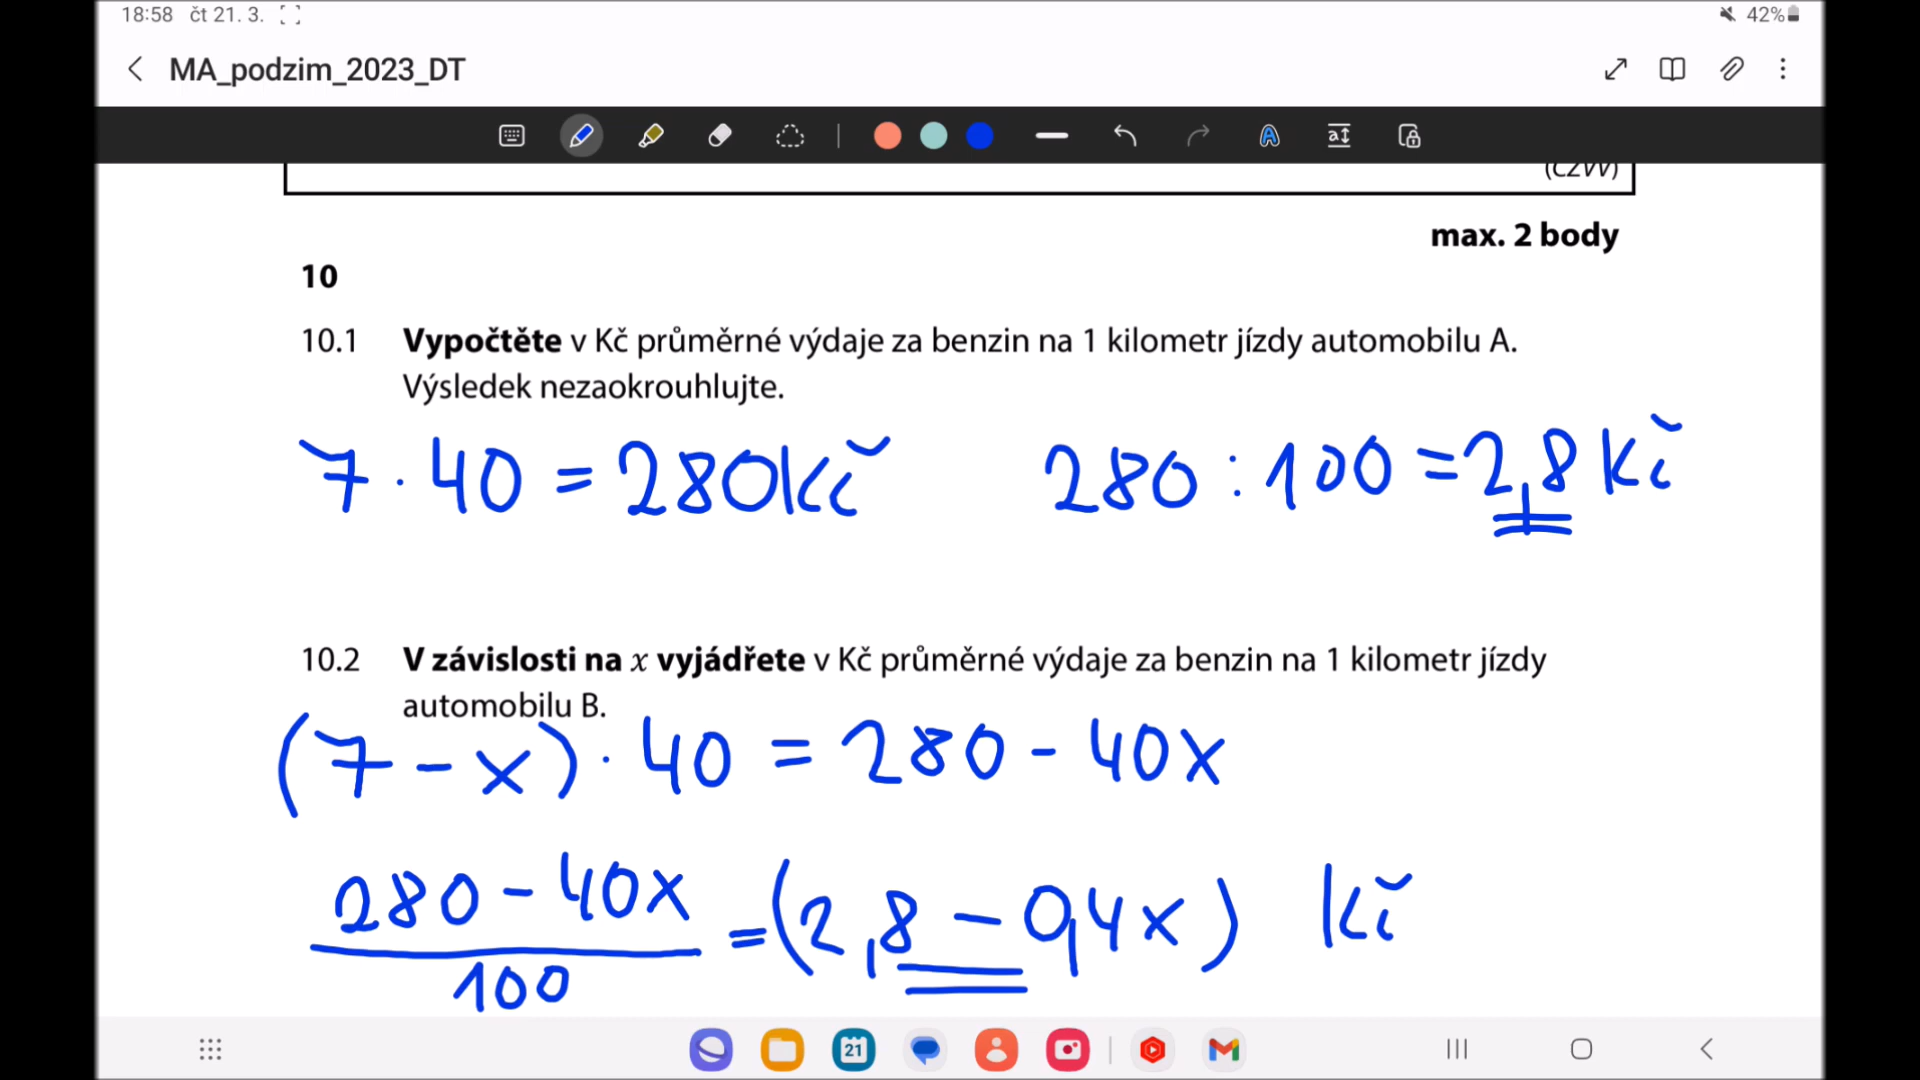 18:58 čt 21. 3. 42%
MA_podzim_2023_DT
(CZVV)
max. 2 body
10
10.1 Vypočtěte v Kč průměrné výdaje za benzin na 1 kilometr jízdy automobilu A.
Výsledek nezaokrouhlujte.
7 · 40 = 280Kč 280 : 100 = 2,8 Kč
10.2 V závislosti na x vyjádřete v Kč průměrné výdaje za benzin na 1 kilometr jízdy
automobilu B.
(7 - x) · 40 = 280 - 40x
280 - 40x
100
= (2,8 - 0,4x) Kč
21